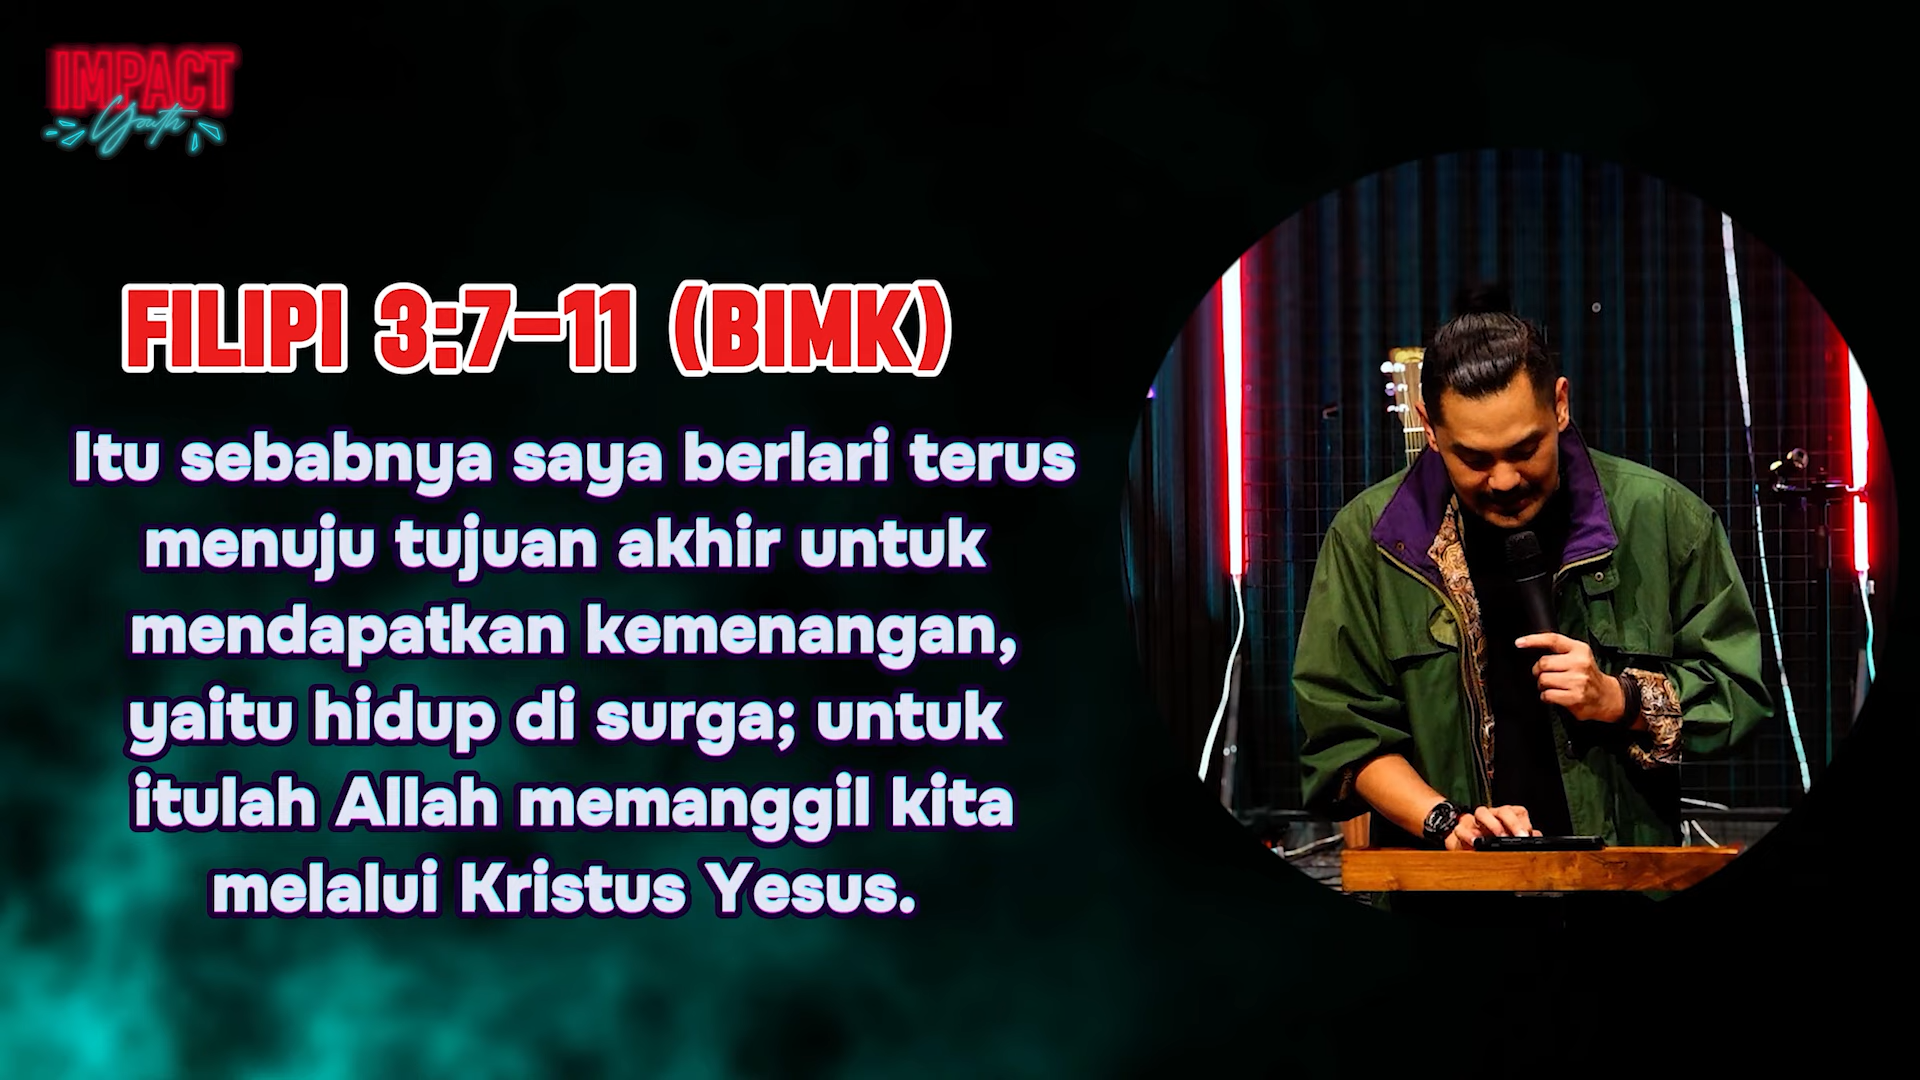 IMPACT
Youth
FILIPI 3:7-11 (BIMK)
Itu sebabnya saya berlari terus
menuju tujuan akhir untuk
mendapatkan kemenangan,
yaitu hidup di surga; untuk
itulah Allah memanggil kita
melalui Kristus Yesus.